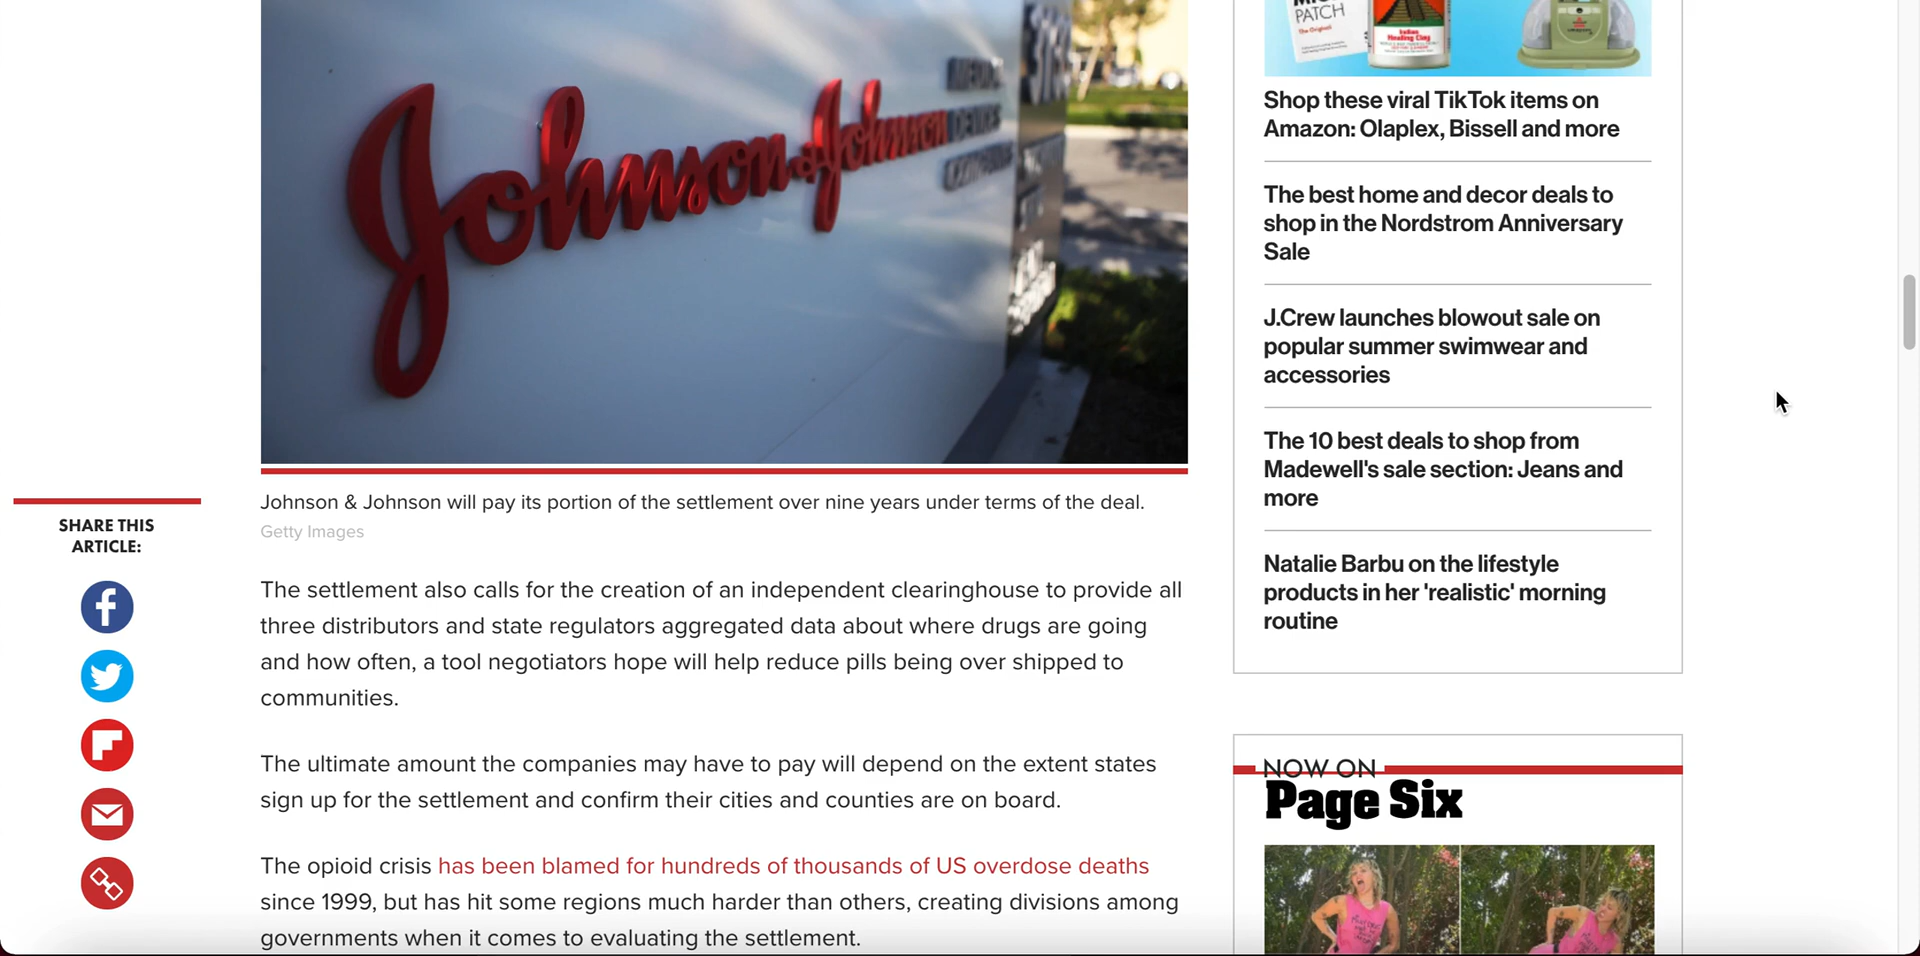 Johnson & Johnson
MEDICAL
DEVICES
COMPANIES
PATCH
the Original
Indian
Healing Clay
Shop these viral TikTok items on
Amazon: Olaplex, Bissell and more
The best home and decor deals to
shop in the Nordstrom Anniversary
Sale
J.Crew launches blowout sale on
popular summer swimwear and
accessories
The 10 best deals to shop from
Madewell's sale section: Jeans and
more
Natalie Barbu on the lifestyle
products in her 'realistic' morning
routine
SHARE THIS
ARTICLE:
Johnson & Johnson will pay its portion of the settlement over nine years under terms of the deal.
Getty Images
The settlement also calls for the creation of an independent clearinghouse to provide all
three distributors and state regulators aggregated data about where drugs are going
and how often, a tool negotiators hope will help reduce pills being over shipped to
communities.
The ultimate amount the companies may have to pay will depend on the extent states
sign up for the settlement and confirm their cities and counties are on board.
The opioid crisis has been blamed for hundreds of thousands of US overdose deaths
since 1999, but has hit some regions much harder than others, creating divisions among
governments when it comes to evaluating the settlement.
NOW ON
Page Six